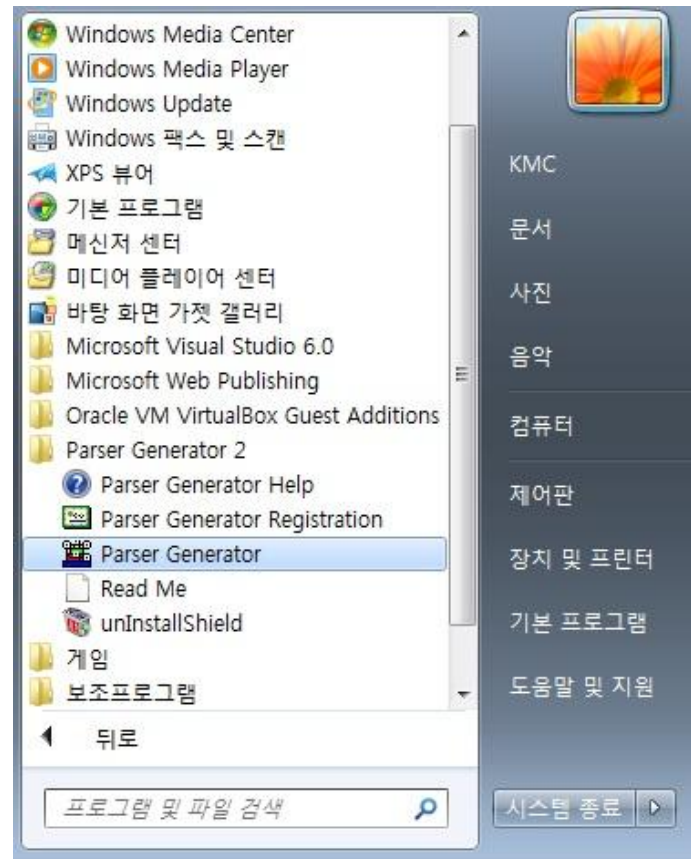 Windows Media Center
Windows Media Player
Windows Update
Windows 팩스 및 스캔
XPS 뷰어
기본 프로그램
메신저 센터
미디어 플레이어 센터
바탕 화면 가젯 갤러리
Microsoft Visual Studio 6.0
Microsoft Web Publishing
Oracle VM VirtualBox Guest Additions
Parser Generator 2
Parser Generator Help
Parser Generator Registration
Parser Generator
Read Me
unInstallShield
게임
보조프로그램
뒤로
프로그램 및 파일 검색
KMC
문서
사진
음악
컴퓨터
제어판
장치 및 프린터
기본 프로그램
도움말 및 지원
시스템 종료